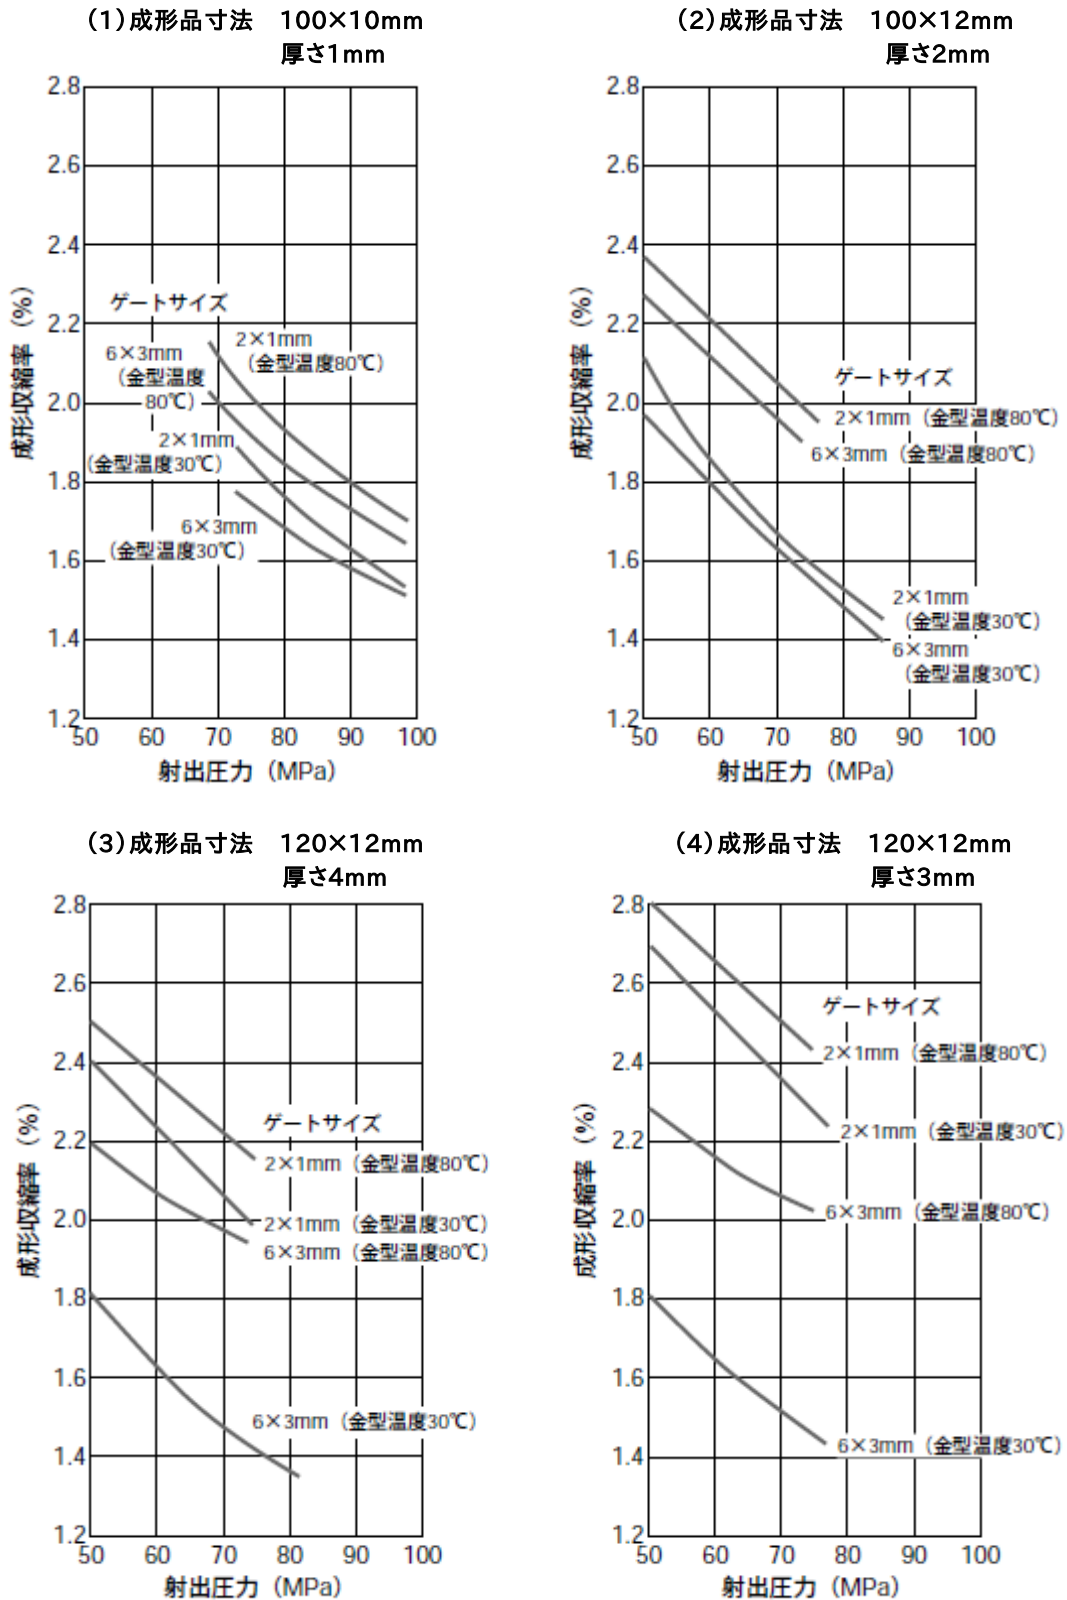 (1)成形品寸法　100×10mm
厚さ1mm
2.8
2.6
2.4
2.2
2.0
1.8
1.6
1.4
1.2
成形収縮率 (%)
ゲートサイズ
2×1mm
(金型温度80℃)
6×3mm
(金型温度
80℃)
2×1mm
(金型温度30℃)
6×3mm
(金型温度30℃)
50 60 70 80 90 100
射出圧力 (MPa)
(2)成形品寸法　100×12mm
厚さ2mm
2.8
2.6
2.4
2.2
2.0
1.8
1.6
1.4
1.2
成形収縮率 (%)
ゲートサイズ
2×1mm (金型温度80℃)
6×3mm (金型温度80℃)
2×1mm
(金型温度30℃)
6×3mm
(金型温度30℃)
50 60 70 80 90 100
射出圧力 (MPa)
(3)成形品寸法　120×12mm
厚さ4mm
2.8
2.6
2.4
2.2
2.0
1.8
1.6
1.4
1.2
成形収縮率 (%)
ゲートサイズ
2×1mm (金型温度80℃)
2×1mm (金型温度30℃)
6×3mm (金型温度80℃)
6×3mm (金型温度30℃)
50 60 70 80 90 100
射出圧力 (MPa)
(4)成形品寸法　120×12mm
厚さ3mm
2.8
2.6
2.4
2.2
2.0
1.8
1.6
1.4
1.2
成形収縮率 (%)
ゲートサイズ
2×1mm (金型温度80℃)
2×1mm (金型温度30℃)
6×3mm (金型温度80℃)
6×3mm (金型温度30℃)
50 60 70 80 90 100
射出圧力 (MPa)